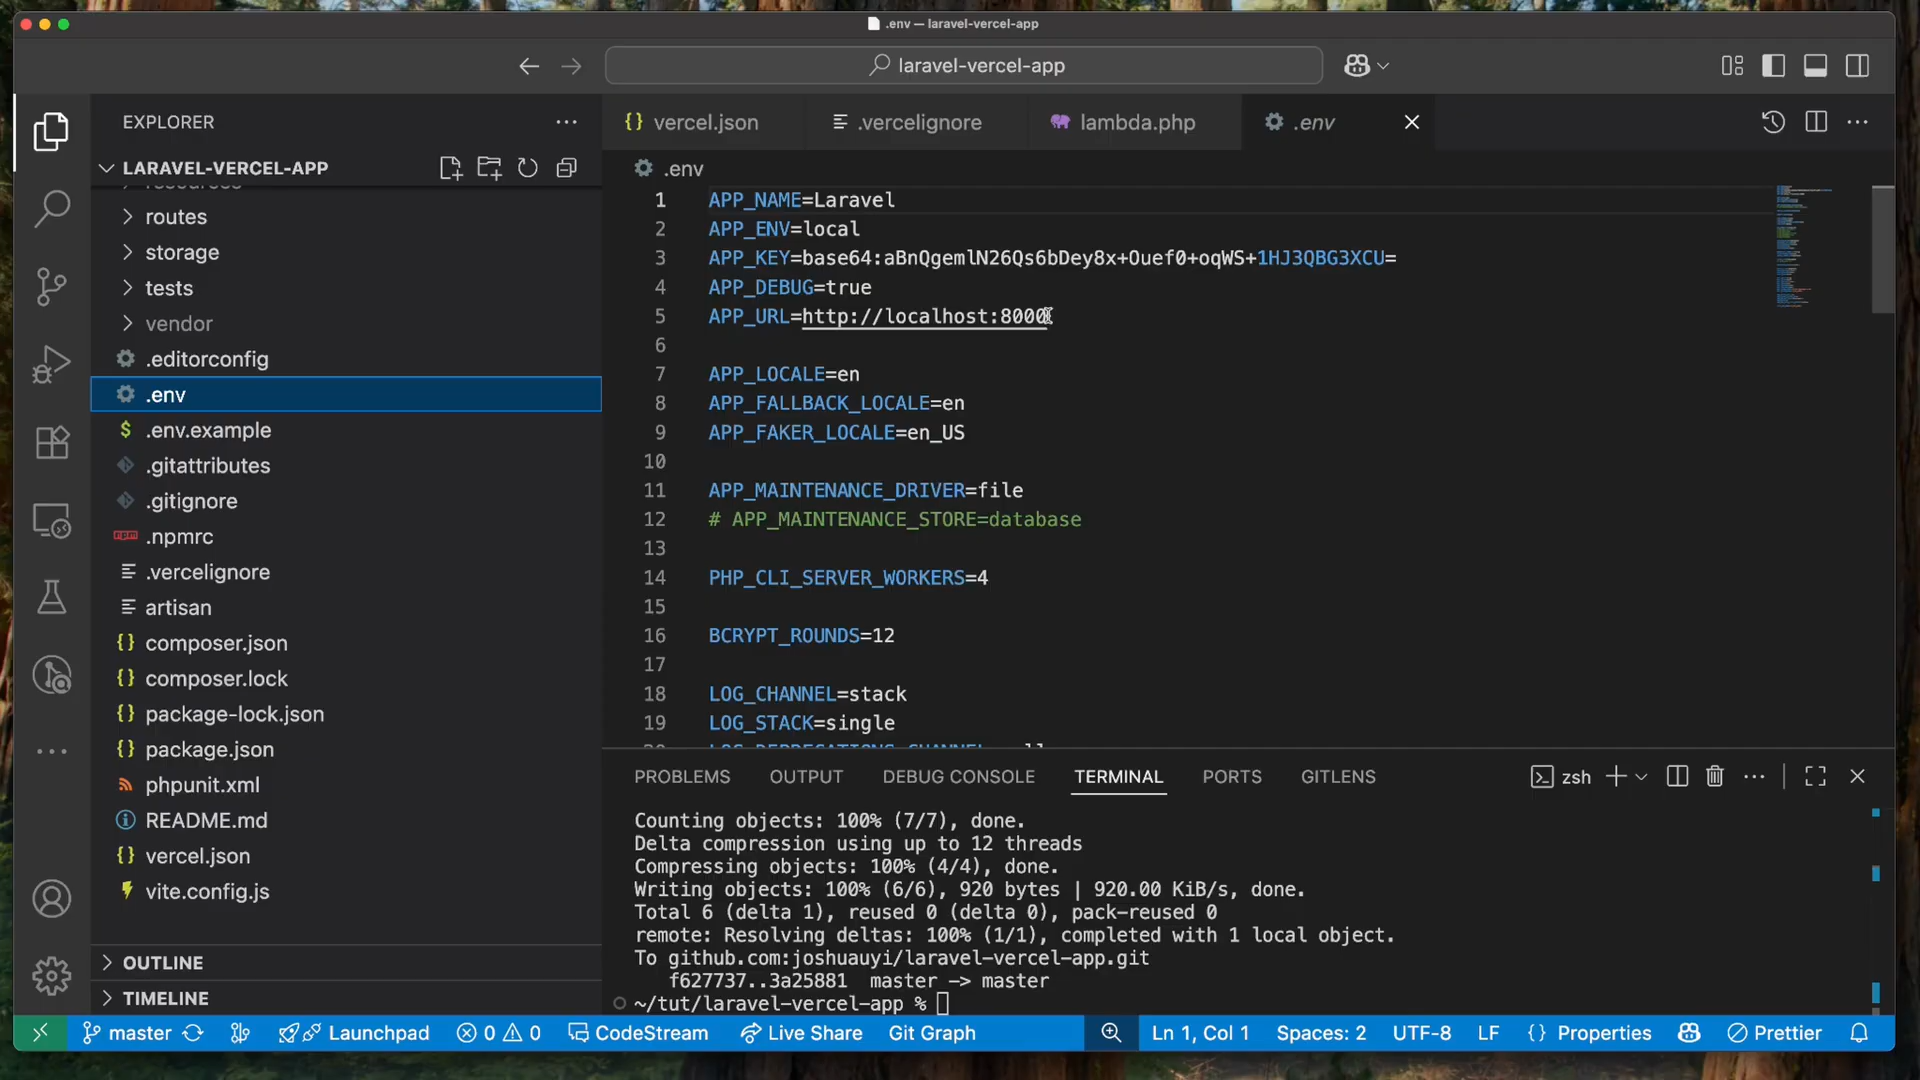 .env — laravel-vercel-app
laravel-vercel-app
EXPLORER
LARAVEL-VERCEL-APP
resources
routes
storage
tests
vendor
.editorconfig
.env
.env.example
.gitattributes
.gitignore
.npmrc
.vercelignore
artisan
composer.json
composer.lock
package-lock.json
package.json
phpunit.xml
README.md
vercel.json
vite.config.js
OUTLINE
TIMELINE
vercel.json
.vercelignore
lambda.php
.env
.env
1 APP_NAME=Laravel
2 APP_ENV=local
3 APP_KEY=base64:aBnQgemlN26Qs6bDey8x+Ouef0+oqWS+1HJ3QBG3XCU=
4 APP_DEBUG=true
5 APP_URL=http://localhost:8000
6
7 APP_LOCALE=en
8 APP_FALLBACK_LOCALE=en
9 APP_FAKER_LOCALE=en_US
10
11 APP_MAINTENANCE_DRIVER=file
12 # APP_MAINTENANCE_STORE=database
13
14 PHP_CLI_SERVER_WORKERS=4
15
16 BCRYPT_ROUNDS=12
17
18 LOG_CHANNEL=stack
19 LOG_STACK=single
PROBLEMS OUTPUT DEBUG CONSOLE TERMINAL PORTS GITLENS
zsh
Counting objects: 100% (7/7), done.
Delta compression using up to 12 threads
Compressing objects: 100% (4/4), done.
Writing objects: 100% (6/6), 920 bytes | 920.00 KiB/s, done.
Total 6 (delta 1), reused 0 (delta 0), pack-reused 0
remote: Resolving deltas: 100% (1/1), completed with 1 local object.
To github.com:joshuauyi/laravel-vercel-app.git
f627737..3a25881 master -> master
~/tut/laravel-vercel-app %
master Launchpad 0 0 CodeStream Live Share Git Graph Ln 1, Col 1 Spaces: 2 UTF-8 LF {} Properties Prettier